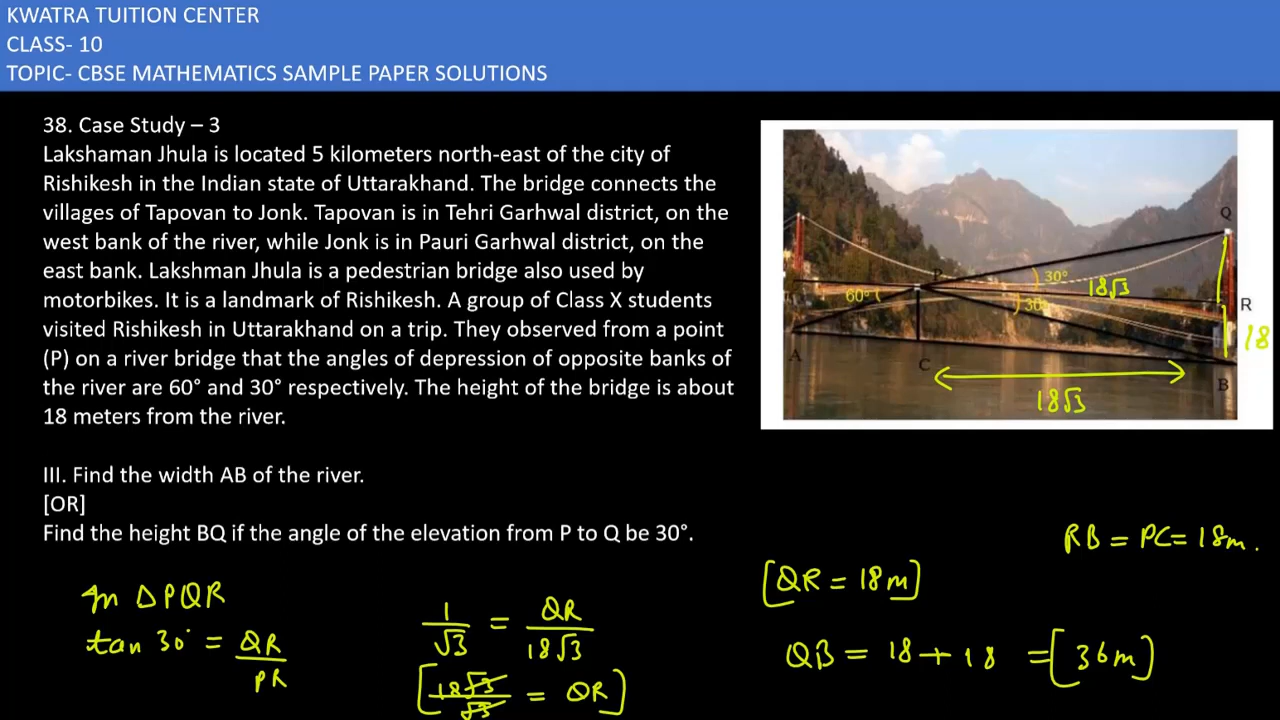 KWATRA TUITION CENTER
CLASS- 10
TOPIC- CBSE MATHEMATICS SAMPLE PAPER SOLUTIONS
38. Case Study – 3
Lakshaman Jhula is located 5 kilometers north-east of the city of
Rishikesh in the Indian state of Uttarakhand. The bridge connects the
villages of Tapovan to Jonk. Tapovan is in Tehri Garhwal district, on the
west bank of the river, while Jonk is in Pauri Garhwal district, on the
east bank. Lakshman Jhula is a pedestrian bridge also used by
motorbikes. It is a landmark of Rishikesh. A group of Class X students
visited Rishikesh in Uttarakhand on a trip. They observed from a point
(P) on a river bridge that the angles of depression of opposite banks of
the river are 60° and 30° respectively. The height of the bridge is about
18 meters from the river.
Q
P
30°
18√3
60°
30°
R
18
A
C
B
18√3
III. Find the width AB of the river.
[OR]
Find the height BQ if the angle of the elevation from P to Q be 30°.
RB = PC = 18m.
In △PQR
tan 30° = QR/PR
1/√3 = QR/18√3
[18√3/√3 = QR]
[QR = 18m]
QB = 18 + 18 = [36m]